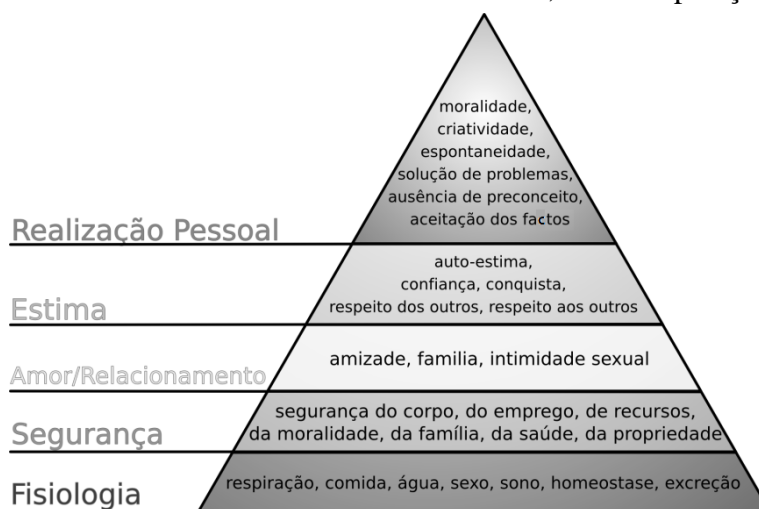 moralidade,
criatividade,
espontaneidade,
solução de problemas,
ausência de preconceito,
aceitação dos factos
Realização Pessoal
auto-estima,
confiança, conquista,
respeito dos outros, respeito aos outros
Estima
amizade, familia, intimidade sexual
Amor/Relacionamento
segurança do corpo, do emprego, de recursos,
da moralidade, da família, da saúde, da propriedade
Segurança
respiração, comida, água, sexo, sono, homeostase, excreção
Fisiologia